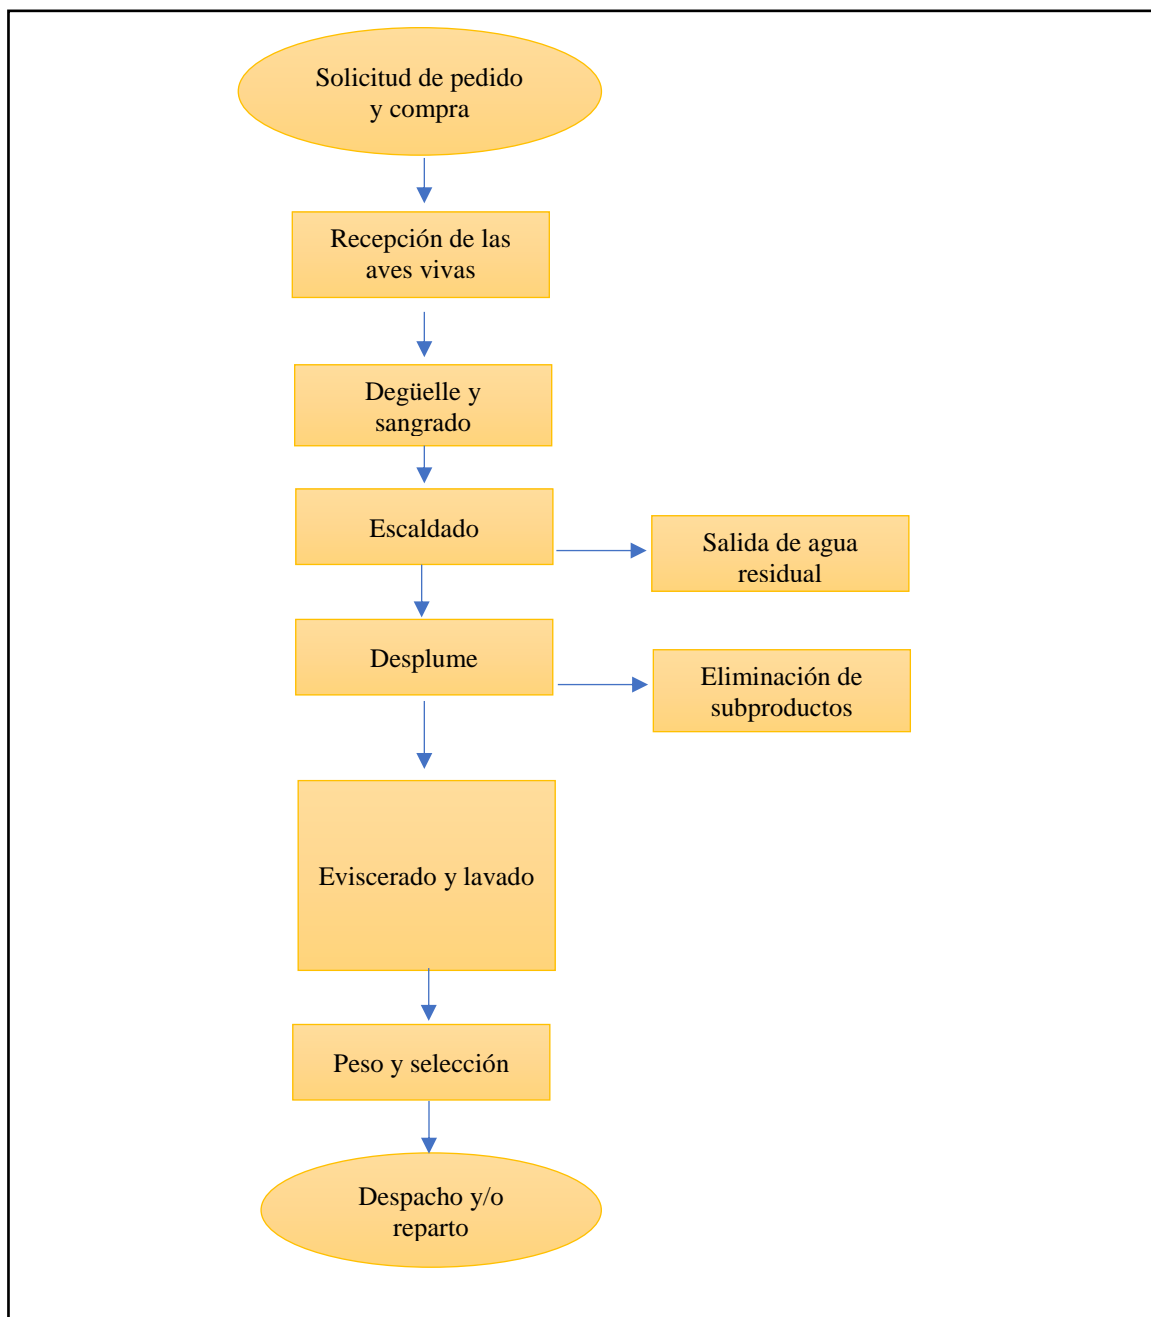 Solicitud de pedido
y compra
Recepción de las
aves vivas
Degüelle y
sangrado
Escaldado
Salida de agua
residual
Desplume
Eliminación de
subproductos
Eviscerado y lavado
Peso y selección
Despacho y/o
reparto